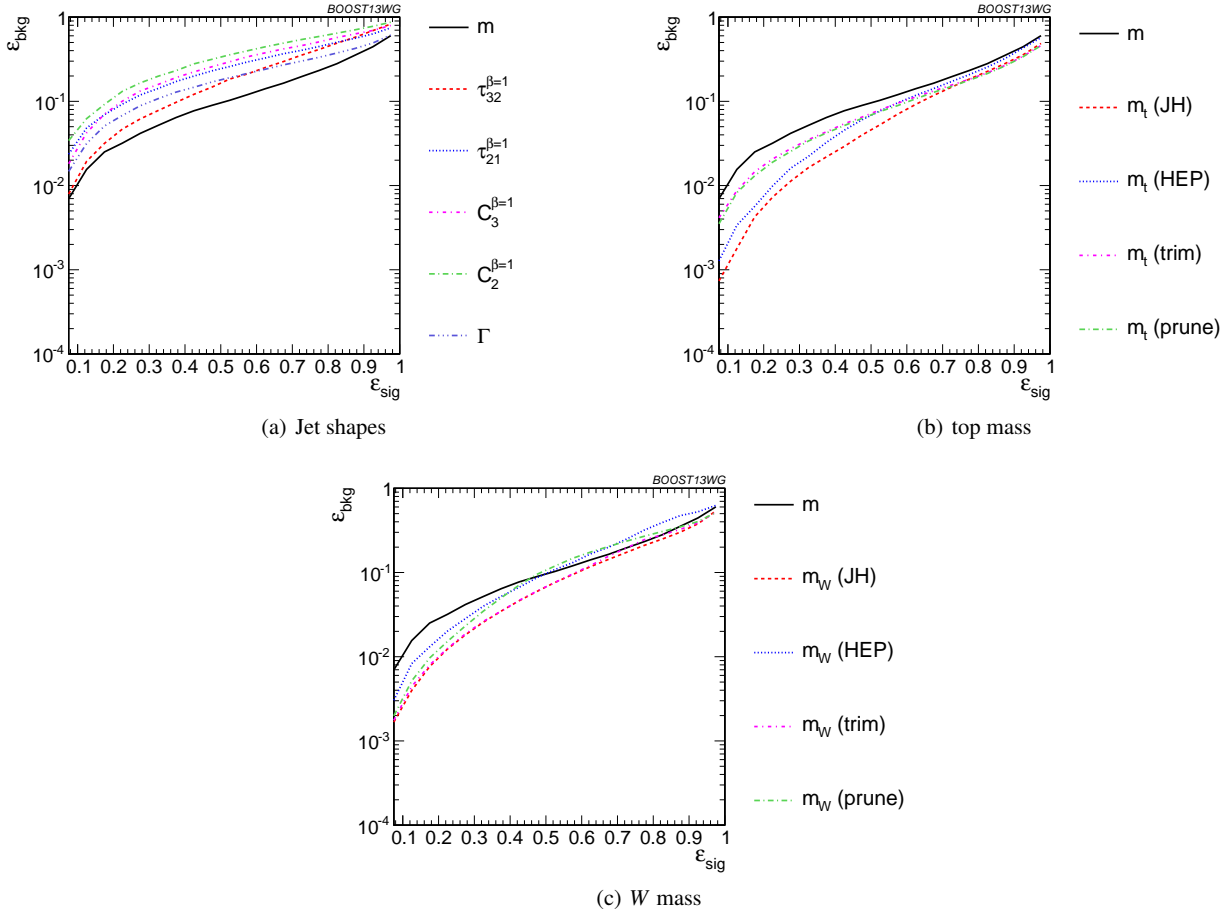 BOOST13WG
ε_bkg
1
10⁻¹
10⁻²
10⁻³
10⁻⁴
0.1 0.2 0.3 0.4 0.5 0.6 0.7 0.8 0.9 1
ε_sig
m
τ₃₂^β=1
τ₂₁^β=1
C₃^β=1
C₂^β=1
Γ
(a) Jet shapes
BOOST13WG
ε_bkg
1
10⁻¹
10⁻²
10⁻³
10⁻⁴
0.1 0.2 0.3 0.4 0.5 0.6 0.7 0.8 0.9 1
ε_sig
m
m_t (JH)
m_t (HEP)
m_t (trim)
m_t (prune)
(b) top mass
BOOST13WG
ε_bkg
1
10⁻¹
10⁻²
10⁻³
10⁻⁴
0.1 0.2 0.3 0.4 0.5 0.6 0.7 0.8 0.9 1
ε_sig
m
m_W (JH)
m_W (HEP)
m_W (trim)
m_W (prune)
(c) W mass